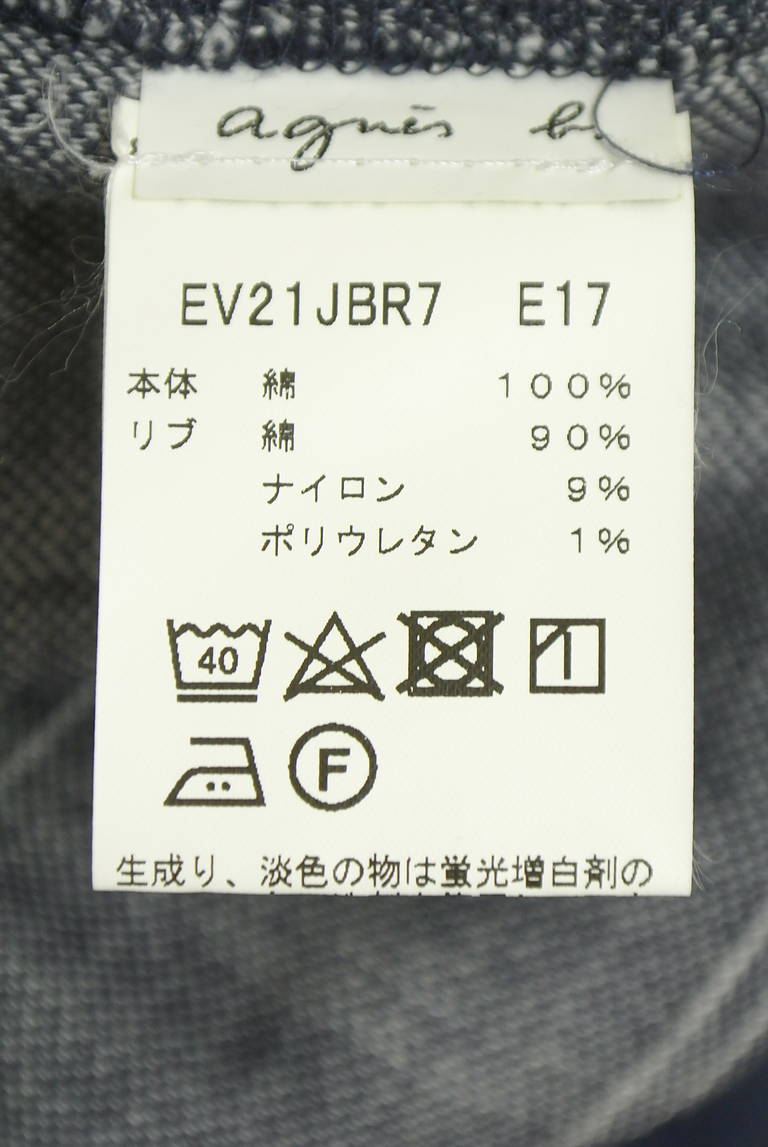 agnès b.
EV21JBR7 E17
本体 綿 100%
リブ 綿 90%
ナイロン 9%
ポリウレタン 1%
40
F
生成り、淡色の物は蛍光増白剤の